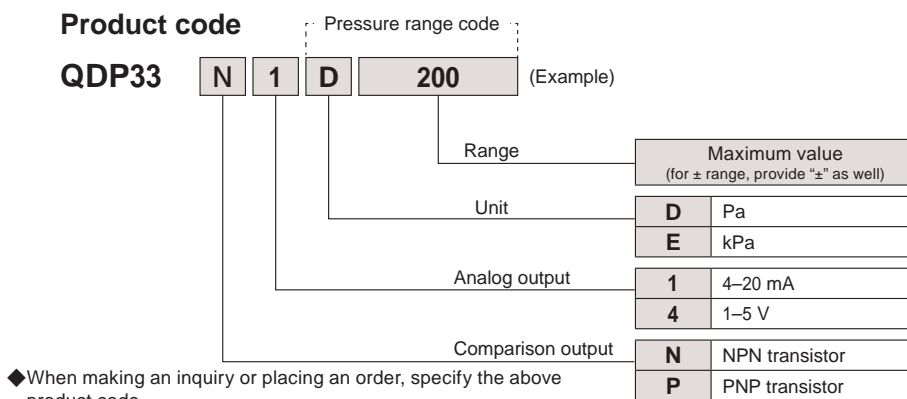 Product code
Pressure range code
QDP33 N 1 D 200 (Example)
Range
Maximum value
(for ± range, provide “±” as well)
Unit
D Pa
E kPa
Analog output
1 4–20 mA
4 1–5 V
Comparison output
N NPN transistor
P PNP transistor
◆When making an inquiry or placing an order, specify the above
product code